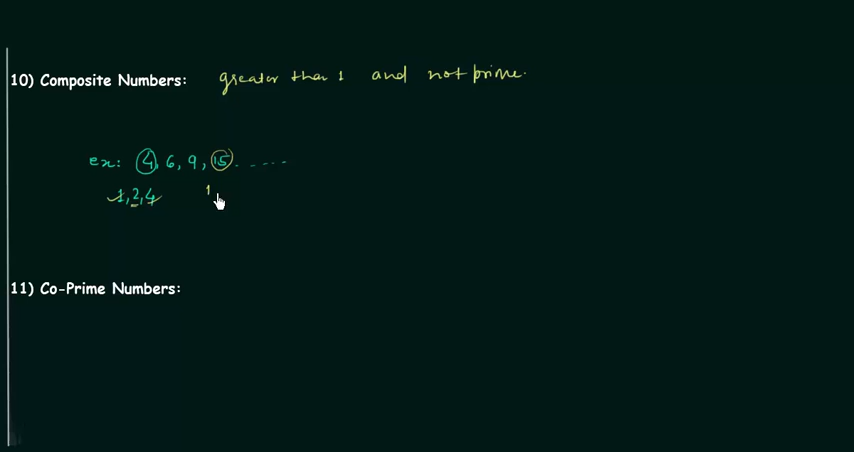 10) Composite Numbers: greater than 1 and not prime.
ex: 4, 6, 9, 15. ....
1, 2, 4 1
11) Co-Prime Numbers: